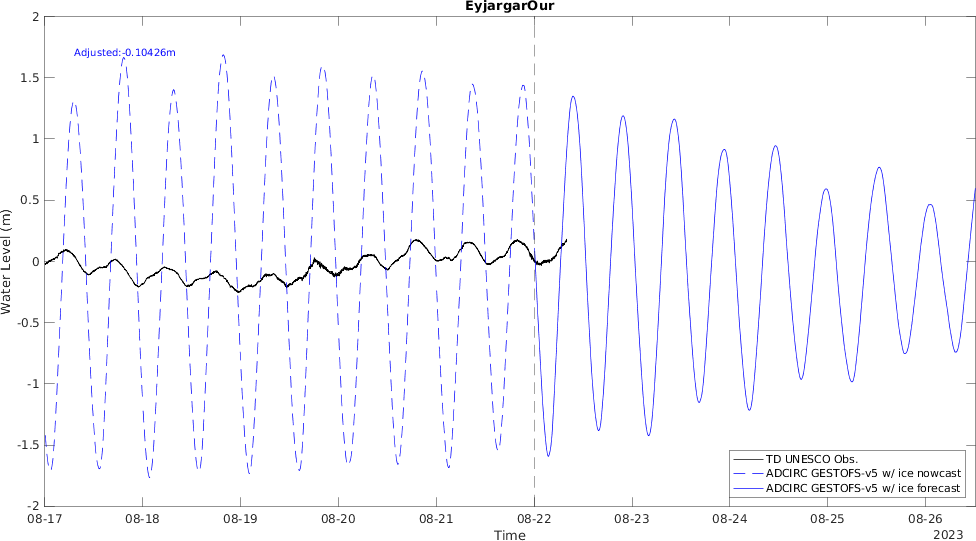 EyjargarOur
Adjusted:-0.10426m
Water Level (m)
2
1.5
1
0.5
0
-0.5
-1
-1.5
-2
TD UNESCO Obs.
ADCIRC GESTOFS-v5 w/ ice nowcast
ADCIRC GESTOFS-v5 w/ ice forecast
08-17 08-18 08-19 08-20 08-21 08-22 08-23 08-24 08-25 08-26
Time
2023